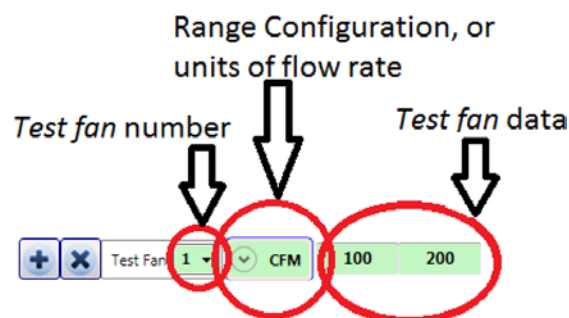 Range Configuration, or
units of flow rate
Test fan number
Test fan data
Test Fan 1 CFM 100 200